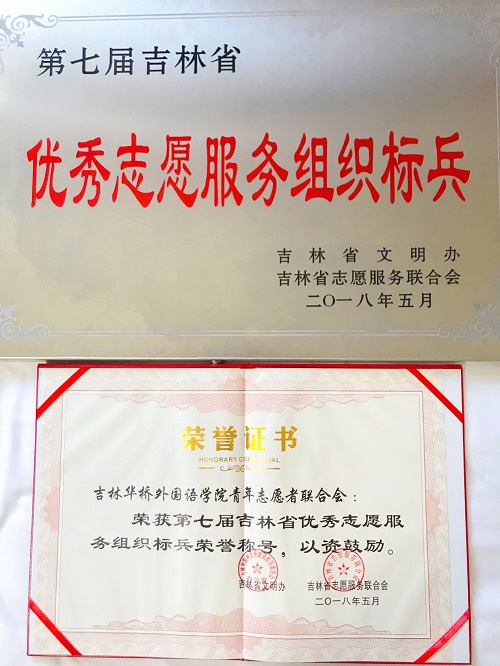 第七届吉林省
优秀志愿服务组织标兵
吉林省文明办
吉林省志愿服务联合会
二〇一八年五月
荣誉证书
HONORARY CREDENTIAL
吉林华桥外国语学院青年志愿者联合会：
荣获第七届吉林省优秀志愿服
务组织标兵荣誉称号，以资鼓励。
吉林省文明办
吉林省志愿服务联合会
二〇一八年五月